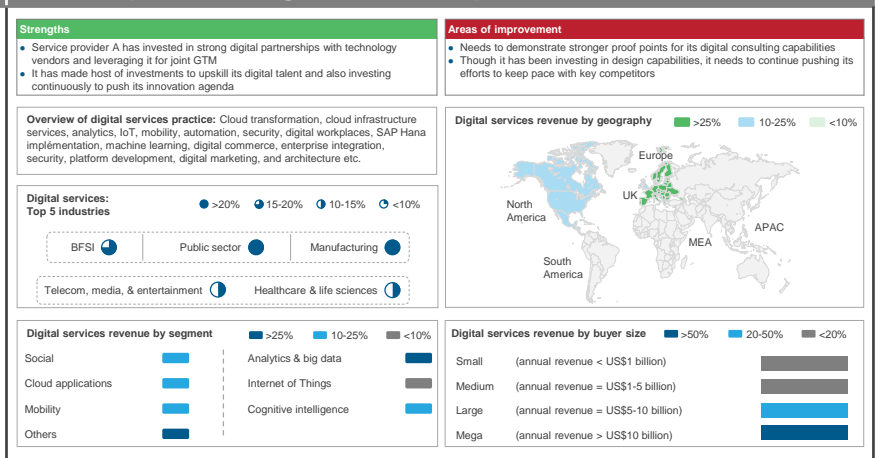 Strengths
Service provider A has invested in strong digital partnerships with technology
vendors and leveraging it for joint GTM
It has made host of investments to upskill its digital talent and also investing
continuously to push its innovation agenda
Areas of improvement
Needs to demonstrate stronger proof points for its digital consulting capabilities
Though it has been investing in design capabilities, it needs to continue pushing its
efforts to keep pace with key competitors
Overview of digital services practice: Cloud transformation, cloud infrastructure
services, analytics, IoT, mobility, automation, security, digital workplaces, SAP Hana
implémentation, machine learning, digital commerce, enterprise integration,
security, platform development, digital marketing, and architecture etc.
Digital services revenue by geography >25% 10-25% <10%
Europe
UK
North
America
MEA
APAC
South
America
Digital services:
Top 5 industries
>20% 15-20% 10-15% <10%
BFSI Public sector Manufacturing
Telecom, media, & entertainment Healthcare & life sciences
Digital services revenue by segment >25% 10-25% <10%
Social Analytics & big data
Cloud applications Internet of Things
Mobility Cognitive intelligence
Others
Digital services revenue by buyer size >50% 20-50% <20%
Small (annual revenue < US$1 billion)
Medium (annual revenue = US$1-5 billion)
Large (annual revenue = US$5-10 billion)
Mega (annual revenue > US$10 billion)